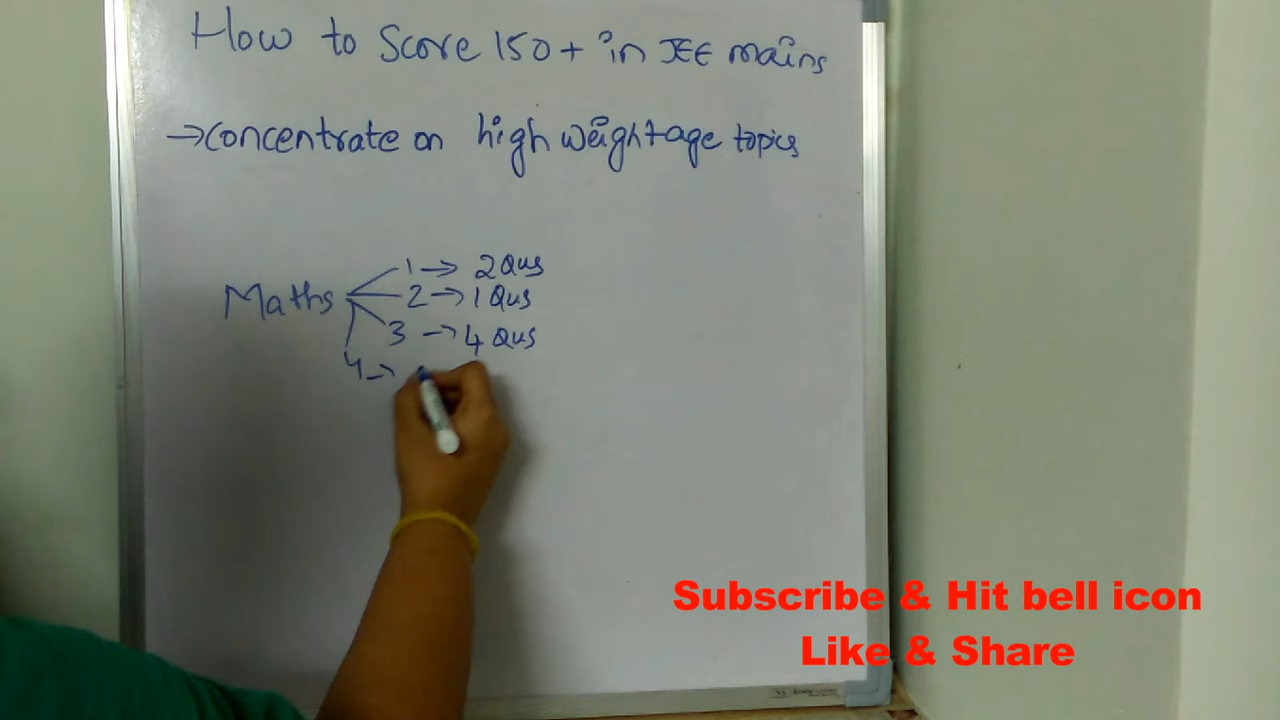 How to Score 150+ in JEE mains
→ concentrate on high weightage topics
Maths
1 → 2 Qus
2 → 1 Qus
3 → 4 Qus
4 →
Subscribe & Hit bell icon
Like & Share